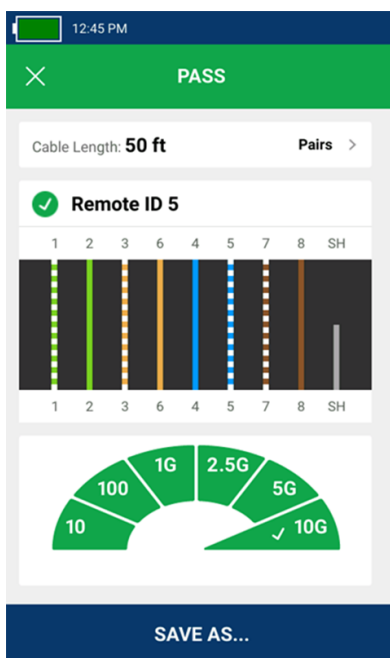 12:45 PM
PASS
Cable Length: 50 ft Pairs >
Remote ID 5
1 2 3 6 4 5 7 8 SH
1 2 3 6 4 5 7 8 SH
10
100
1G
2.5G
5G
10G
SAVE AS...